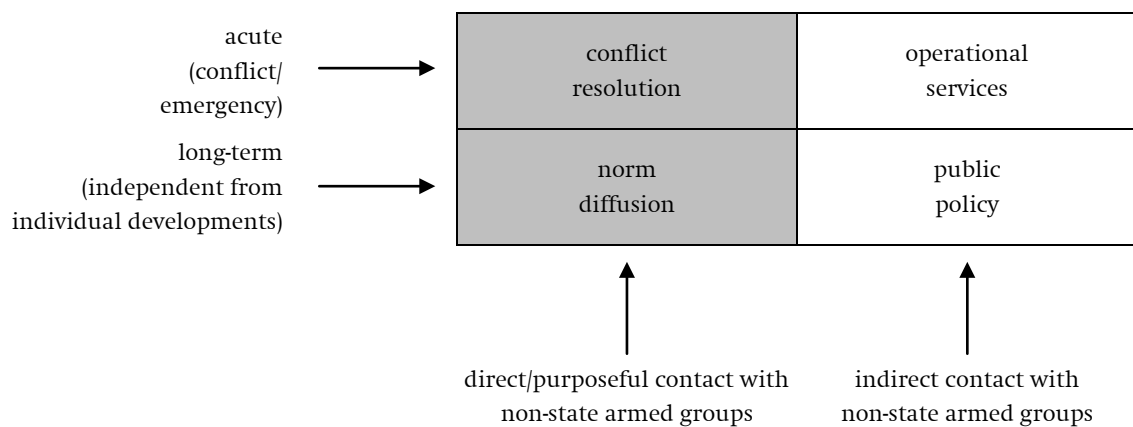 acute
(conflict/
emergency)
conflict
resolution
operational
services
long-term
(independent from
individual developments)
norm
diffusion
public
policy
direct/purposeful contact with
non-state armed groups
indirect contact with
non-state armed groups